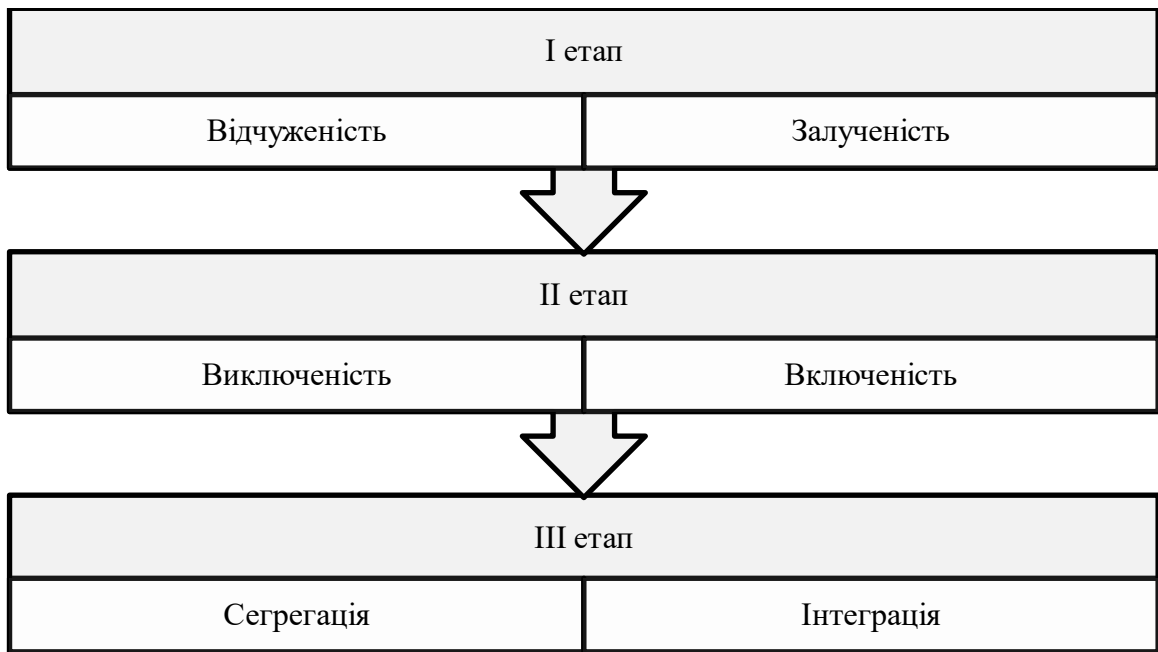 I етап
Відчуженість
Залученість
II етап
Виключеність
Включеність
III етап
Сегрегація
Інтеграція